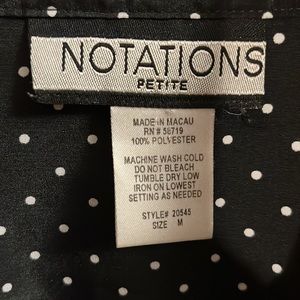 NOTATIONS
PETITE
MADE IN MACAU
RN # 58719
100% POLYESTER
MACHINE WASH COLD
DO NOT BLEACH
TUMBLE DRY LOW
IRON ON LOWEST
SETTING AS NEEDED
STYLE# 20545
SIZE M